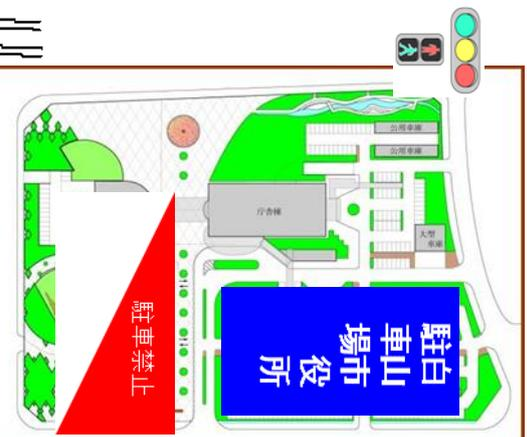 公用車庫
公用車庫
庁舎棟
大型
車庫
駐車禁止
白山市役所
駐車場